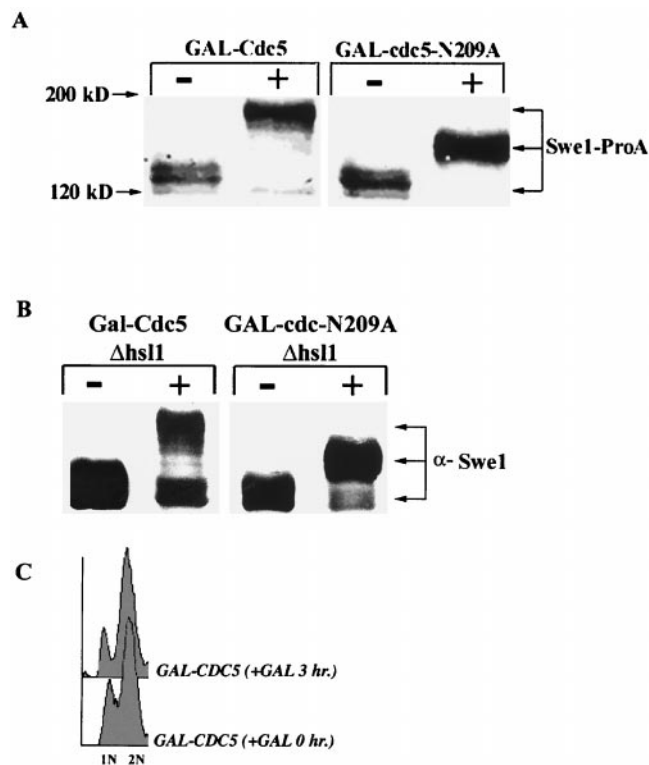 A
GAL-Cdc5
GAL-cdc5-N209A
- + - +
200 kD
120 kD
Swe1-ProA
B
Gal-Cdc5
Δhsl1
GAL-cdc-N209A
Δhsl1
- + - +
α- Swe1
C
GAL-CDC5 (+GAL 3 hr.)
GAL-CDC5 (+GAL 0 hr.)
1N 2N